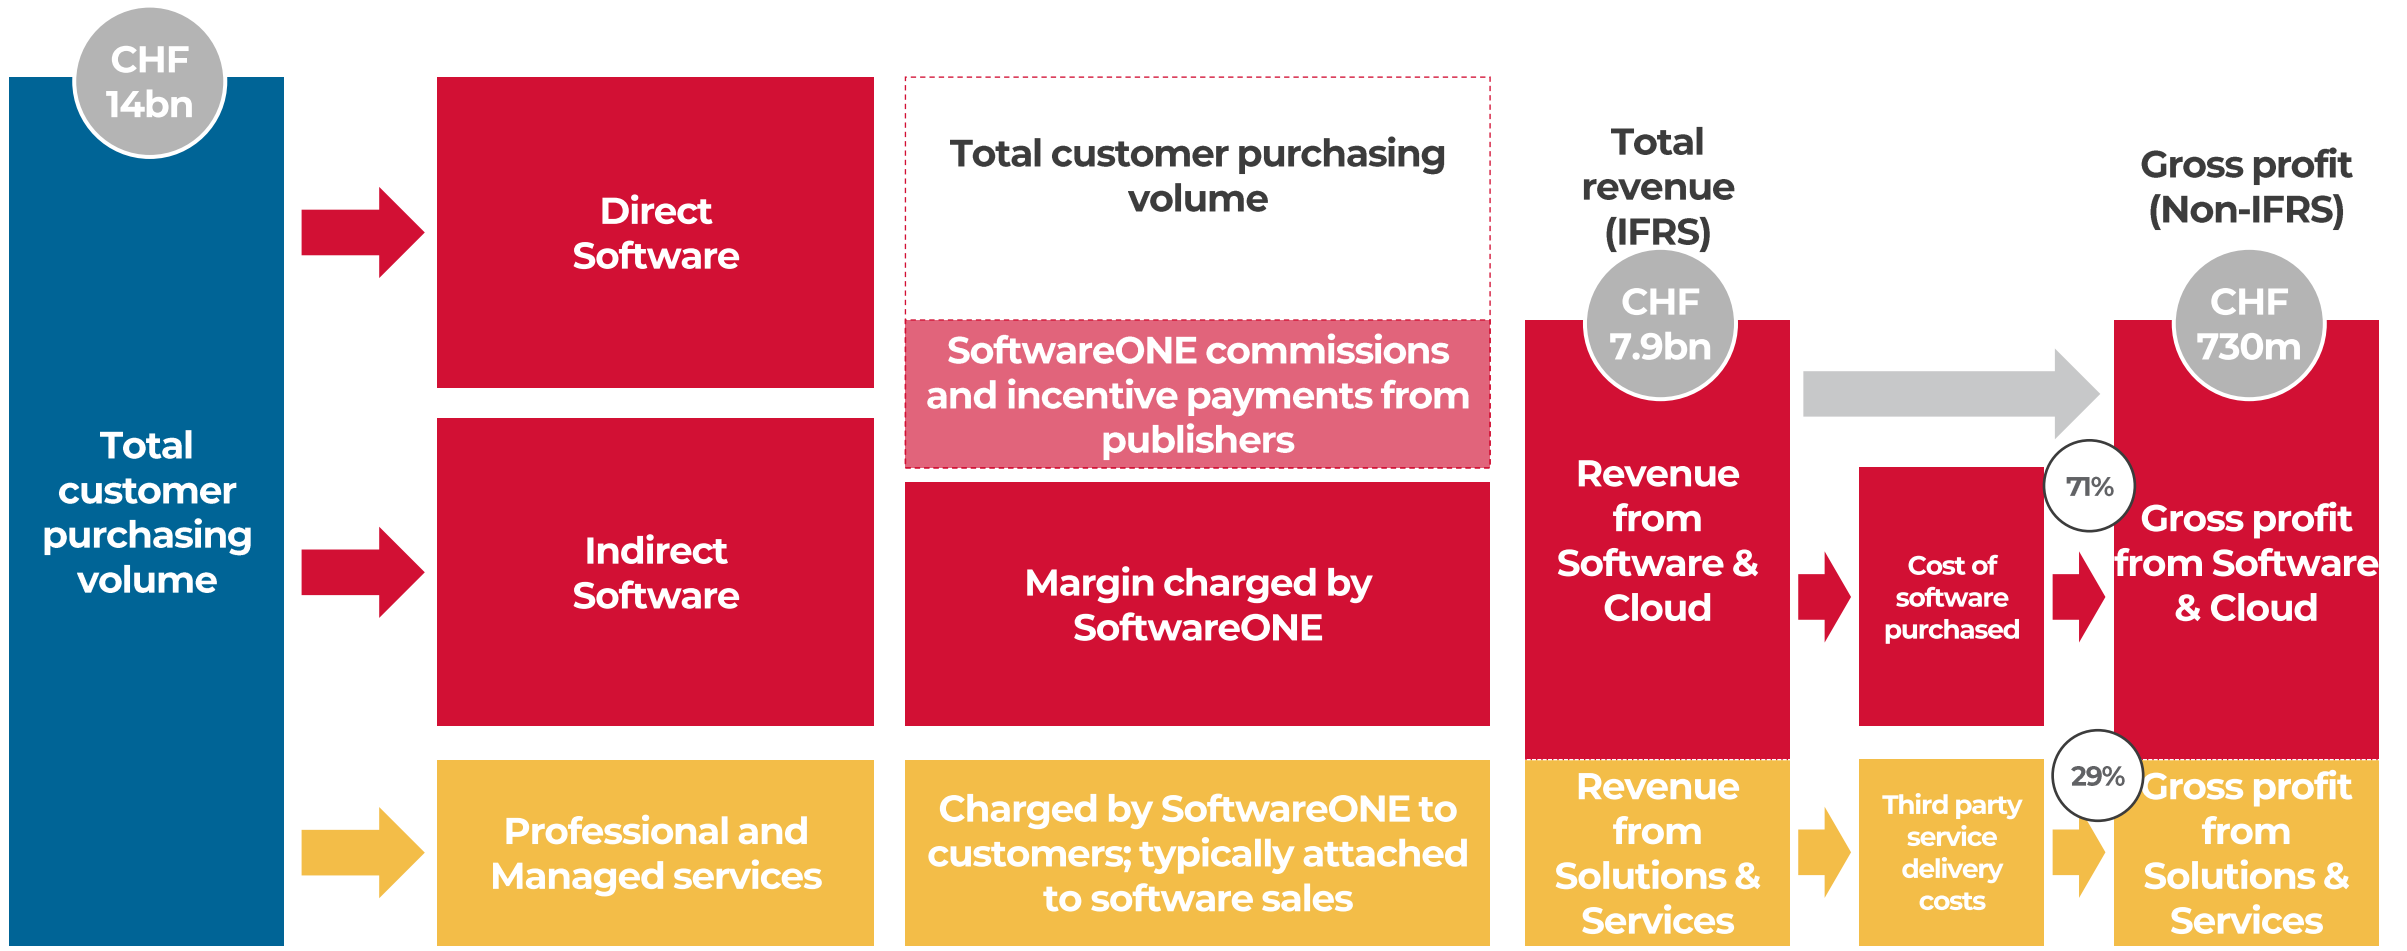 CHF
14bn
Total
customer
purchasing
volume
Direct
Software
Indirect
Software
Professional and
Managed services
Total customer purchasing
volume
SoftwareONE commissions
and incentive payments from
publishers
Margin charged by
SoftwareONE
Charged by SoftwareONE to
customers; typically attached
to software sales
Total
revenue
(IFRS)
CHF
7.9bn
Revenue
from
Software &
Cloud
Revenue
from
Solutions &
Services
Cost of
software
purchased
Third party
service
delivery
costs
71%
29%
Gross profit
(Non-IFRS)
CHF
730m
Gross profit
from Software
& Cloud
Gross profit
from
Solutions &
Services